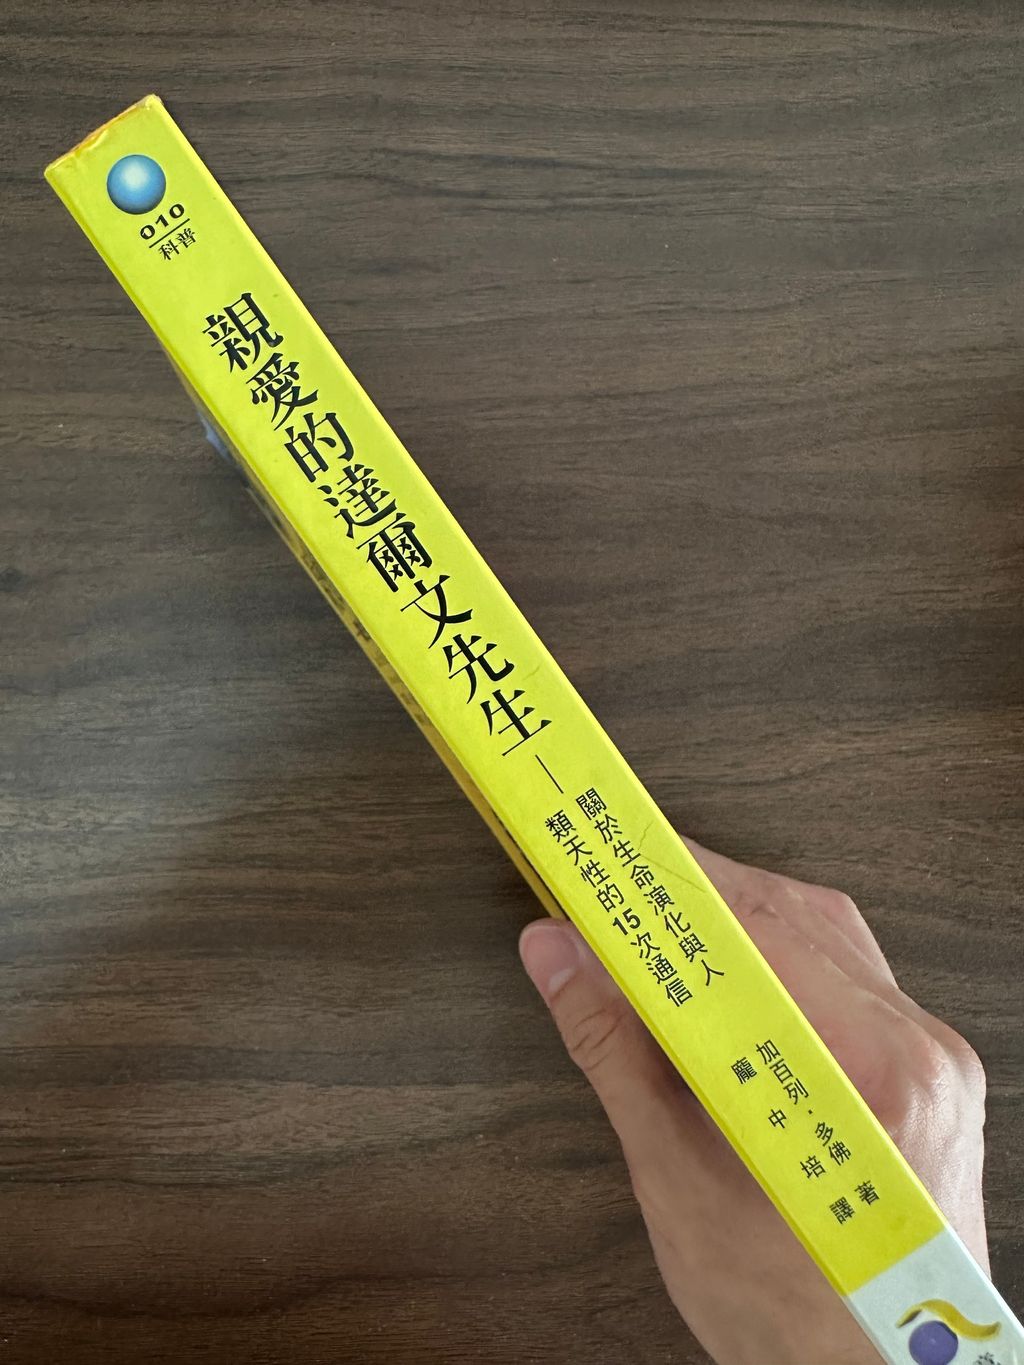 010
科普
親愛的達爾文先生—
關於生命演化與人
類天性的15次通信
加百列·多佛 著
龐中培 譯